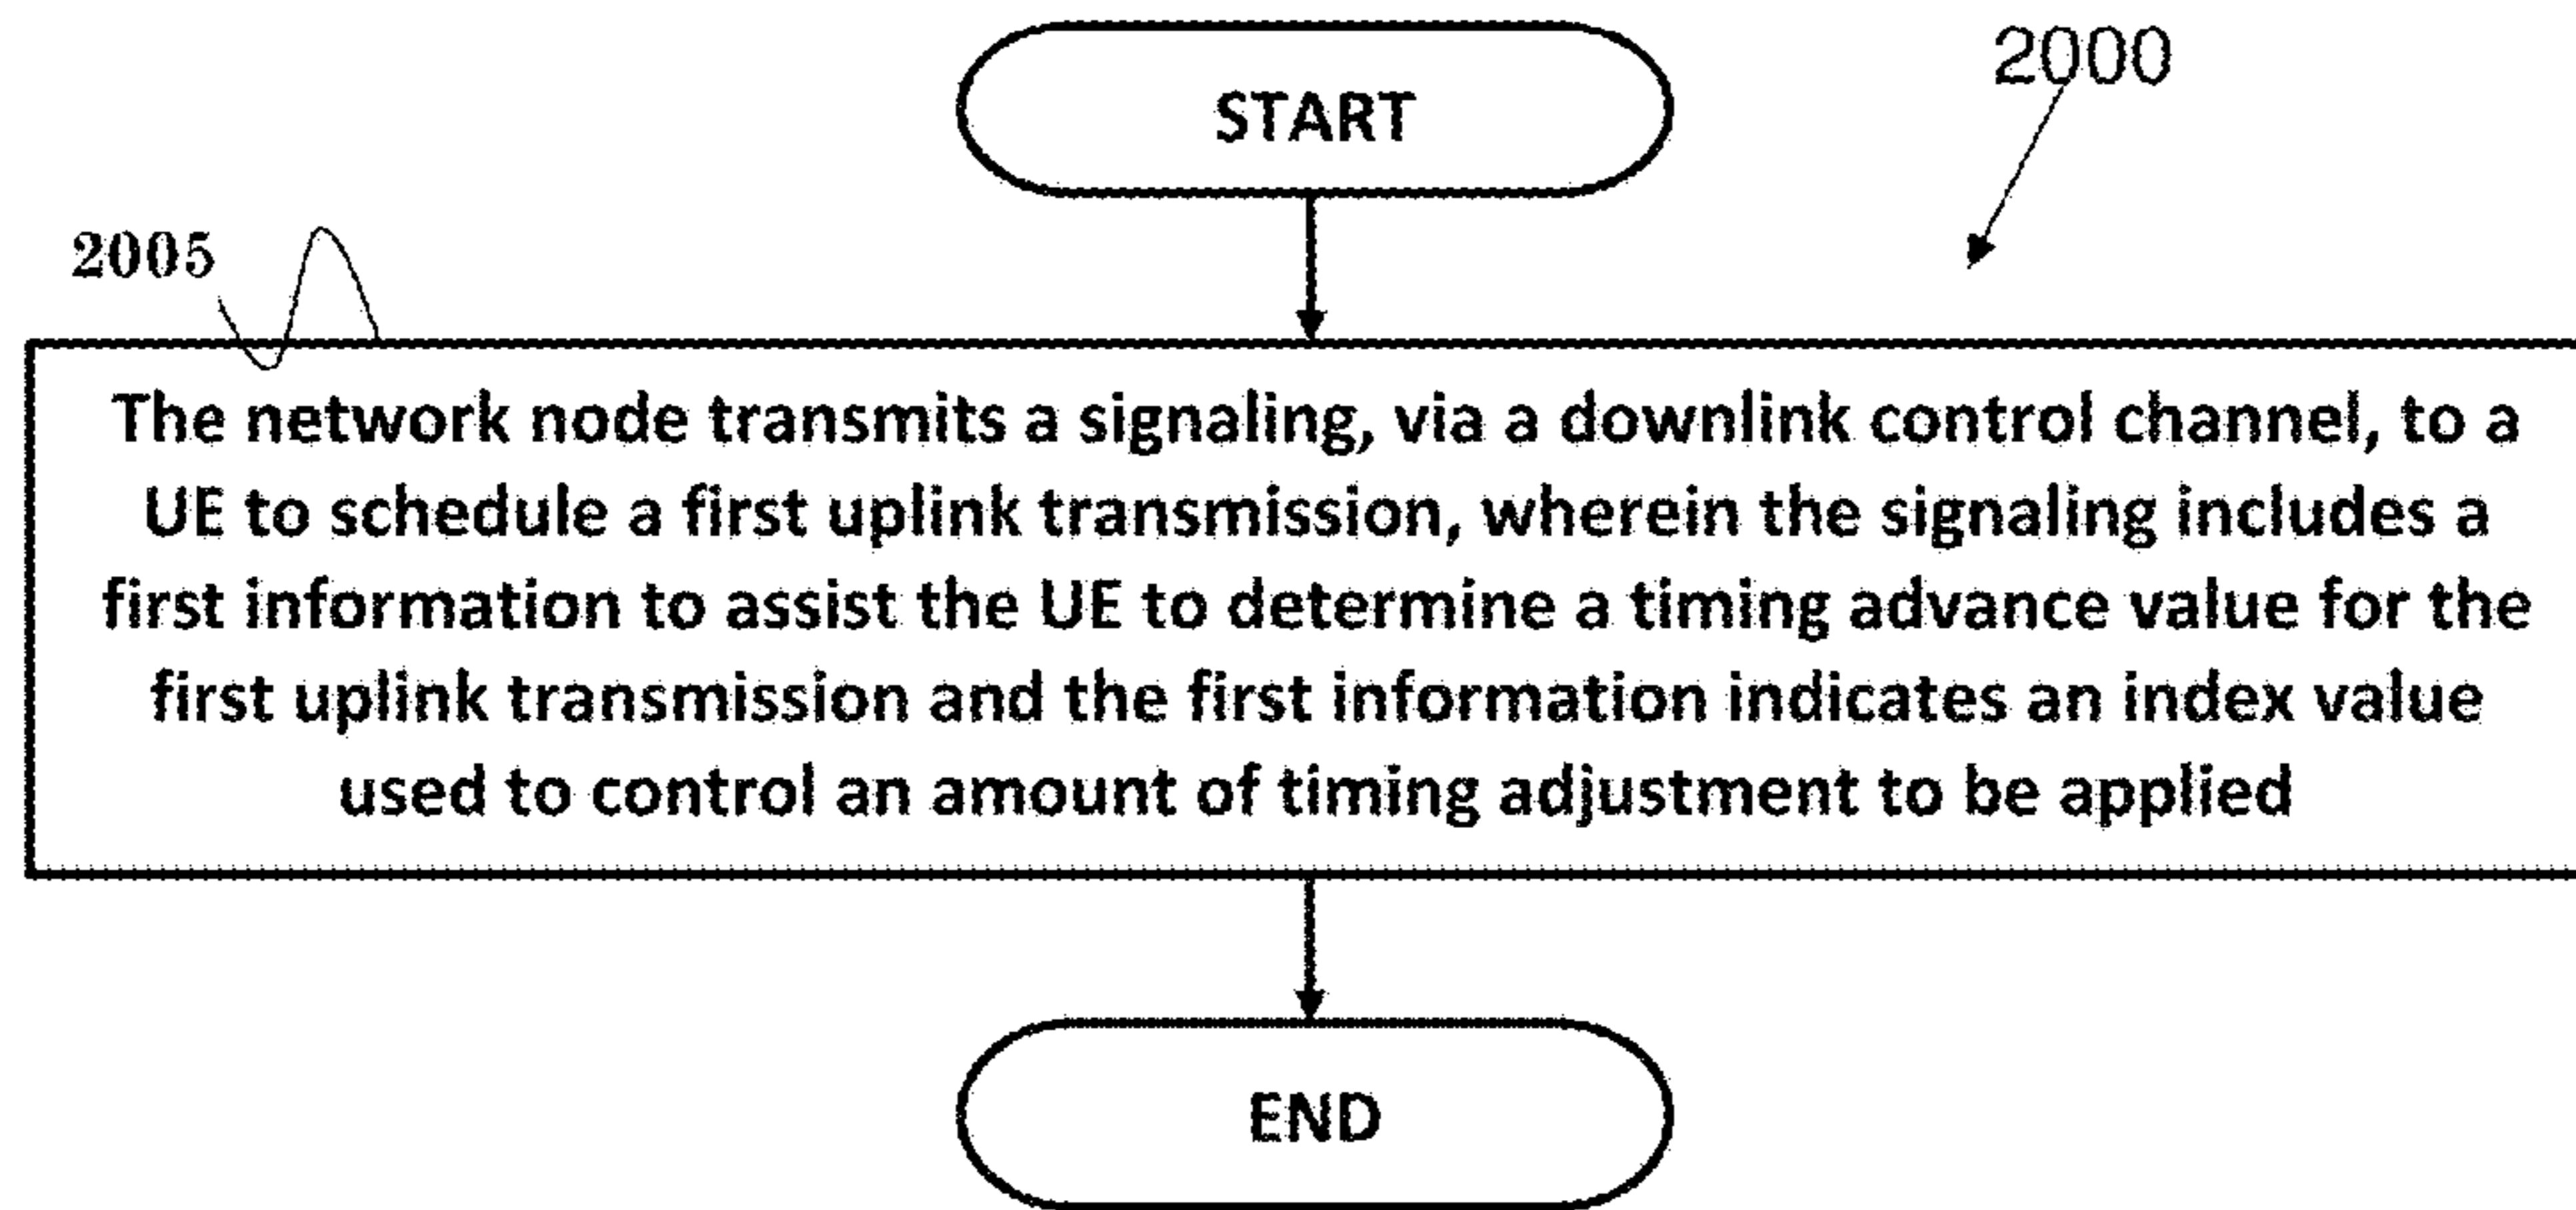 START
2000
2005
The network node transmits a signaling, via a downlink control channel, to a
UE to schedule a first uplink transmission, wherein the signaling includes a
first information to assist the UE to determine a timing advance value for the
first uplink transmission and the first information indicates an index value
used to control an amount of timing adjustment to be applied
END